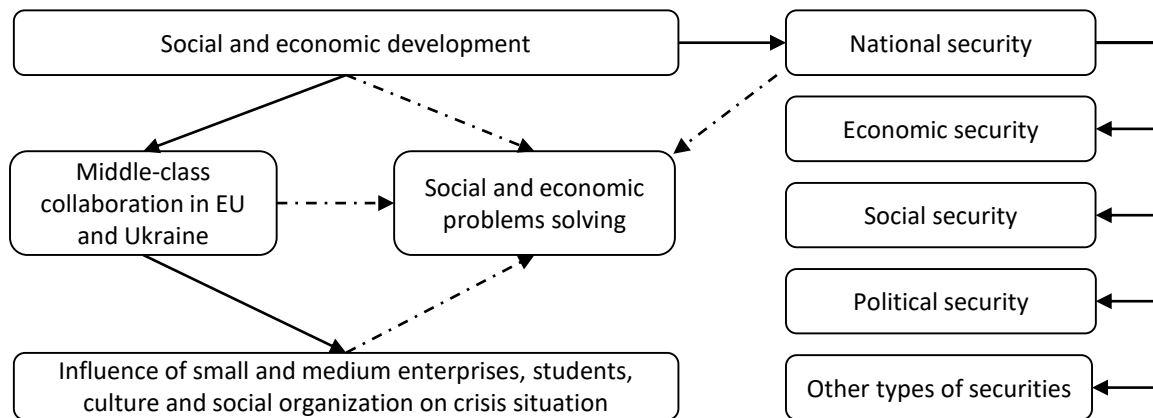 Social and economic development
National security
Economic security
Middle-class
collaboration in EU
and Ukraine
Social and economic
problems solving
Social security
Political security
Influence of small and medium enterprises, students,
culture and social organization on crisis situation
Other types of securities